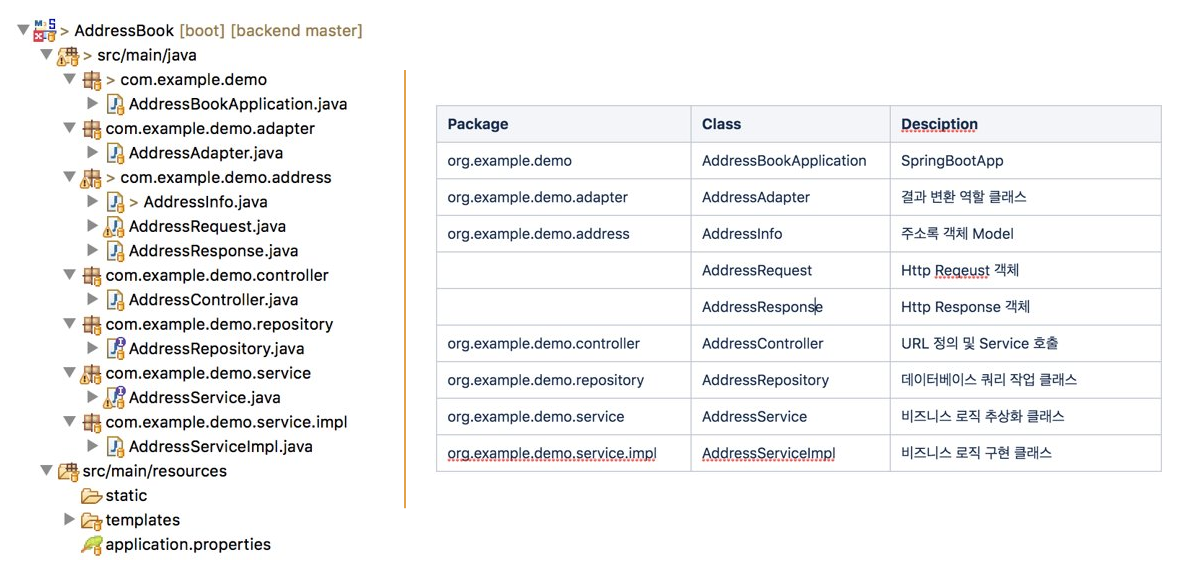 > AddressBook [boot] [backend master]
> src/main/java
> com.example.demo
AddressBookApplication.java
com.example.demo.adapter
AddressAdapter.java
> com.example.demo.address
> AddressInfo.java
AddressRequest.java
AddressResponse.java
com.example.demo.controller
AddressController.java
com.example.demo.repository
AddressRepository.java
com.example.demo.service
AddressService.java
com.example.demo.service.impl
AddressServiceImpl.java
src/main/resources
static
templates
application.properties
Package Class Desciption
org.example.demo AddressBookApplication SpringBootApp
org.example.demo.adapter AddressAdapter 결과 변환 역할 클래스
org.example.demo.address AddressInfo 주소록 객체 Model
AddressRequest Http Reqeust 객체
AddressResponse Http Response 객체
org.example.demo.controller AddressController URL 정의 및 Service 호출
org.example.demo.repository AddressRepository 데이터베이스 쿼리 작업 클래스
org.example.demo.service AddressService 비즈니스 로직 추상화 클래스
org.example.demo.service.impl AddressServiceImpl 비즈니스 로직 구현 클래스